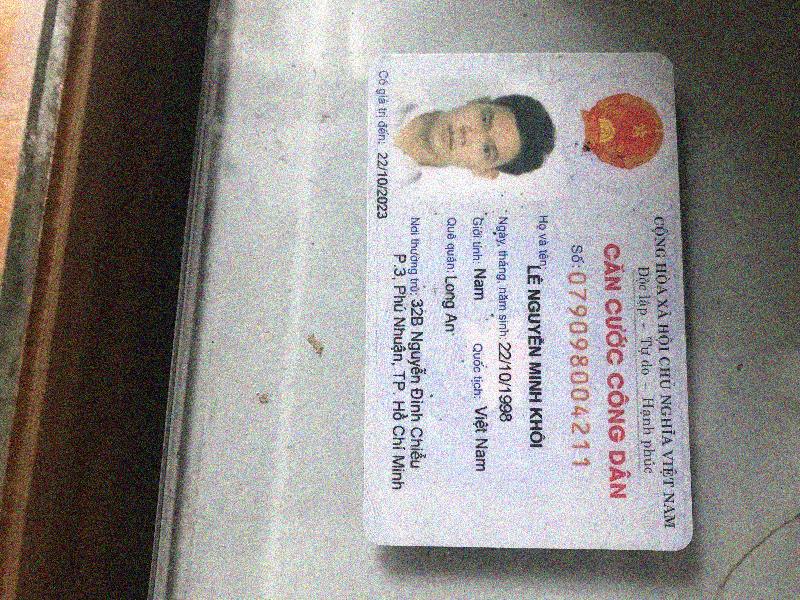 CỘNG HÒA XÃ HỘI CHỦ NGHĨA VIỆT NAM
Độc lập - Tự do - Hạnh phúc
CĂN CƯỚC CÔNG DÂN
Số: 079098004211
Họ và tên: LÊ NGUYỄN MINH KHÔI
Ngày, tháng, năm sinh: 22/10/1998
Giới tính: Nam Quốc tịch: Việt Nam
Quê quán: Long An
Nơi thường trú: 32B Nguyễn Đình Chiểu
P.3, Phú Nhuận, TP. Hồ Chí Minh
Có giá trị đến: 22/10/2023